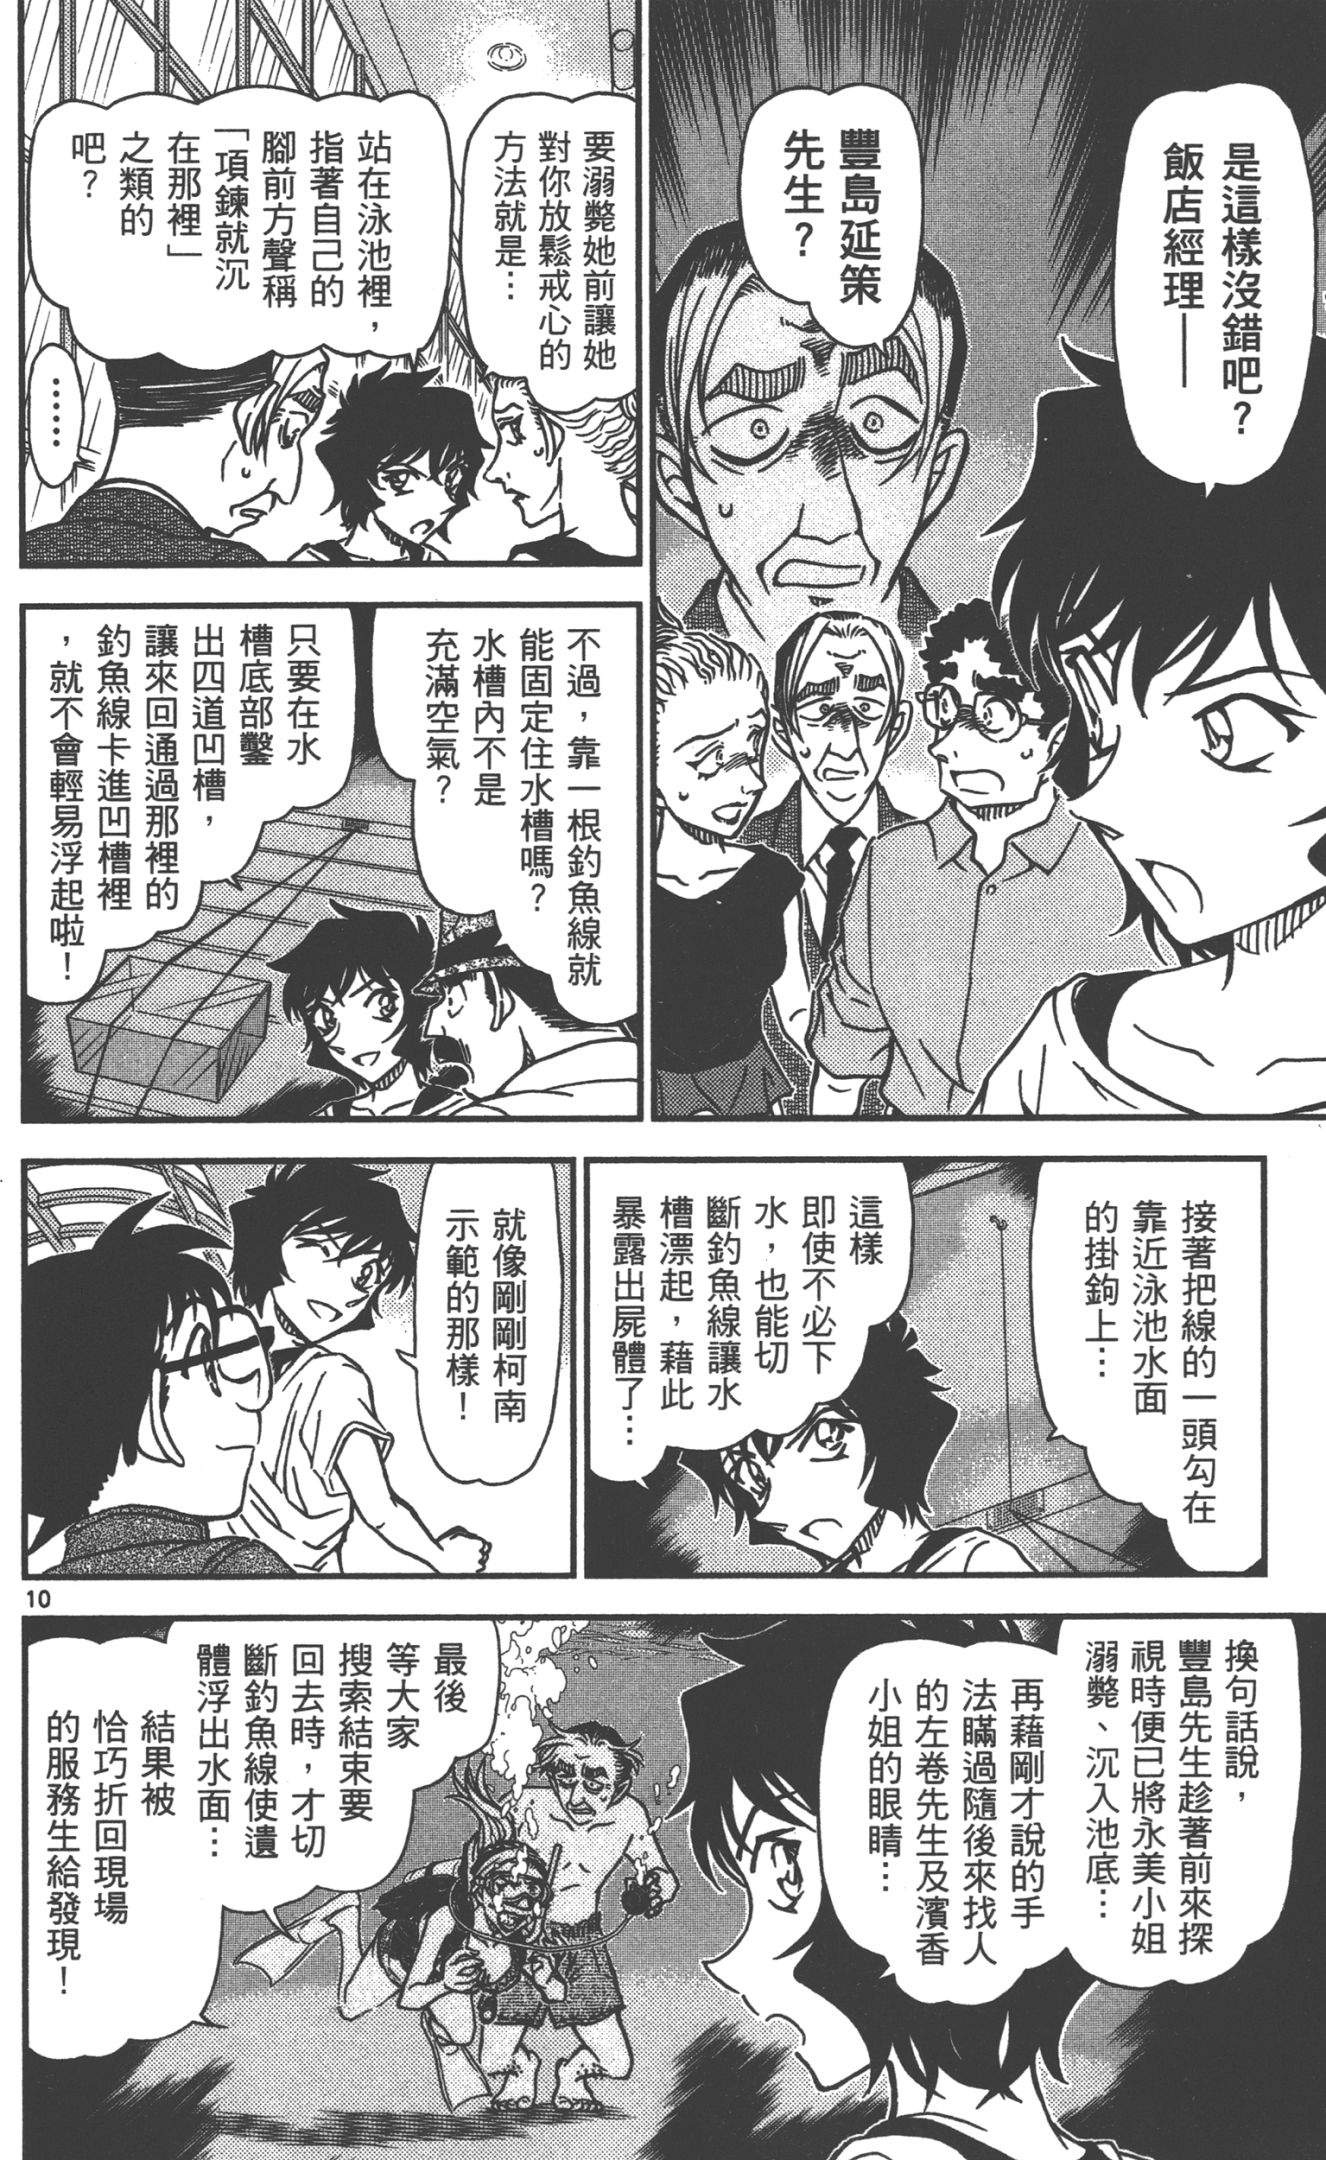 是這樣沒錯吧?
飯店經理——
豐島延策
先生?
要溺斃她前讓她
對你放鬆戒心的
方法就是…
站在泳池裡,
指著自己的
腳前方聲稱
「項鍊就沉
在那裡」
之類的
吧?
……
不過,靠一根釣魚線就
能固定住水槽嗎?
水槽內不是
充滿空氣?
只要在水
槽底部鑿
出四道凹槽,
讓來回通過那裡的
釣魚線卡進凹槽裡
,就不會輕易浮起啦!
接著把線的一頭勾在
靠近泳池水面
的掛鉤上…
這樣
即使不必下
水,也能切
斷釣魚線讓水
槽漂起,藉此
暴露出屍體了…
就像剛剛柯南
示範的那樣!
換句話說,
豐島先生趁著前來探
視時便已將永美小姐
溺斃、沉入池底…
再藉剛才說的手
法瞞過隨後來找人
的左卷先生及濱香
小姐的眼睛…
最後
等大家
搜索結束要
回去時,才切
斷釣魚線使遺
體浮出水面…
結果被
恰巧折回現場
的服務生給發現!
10